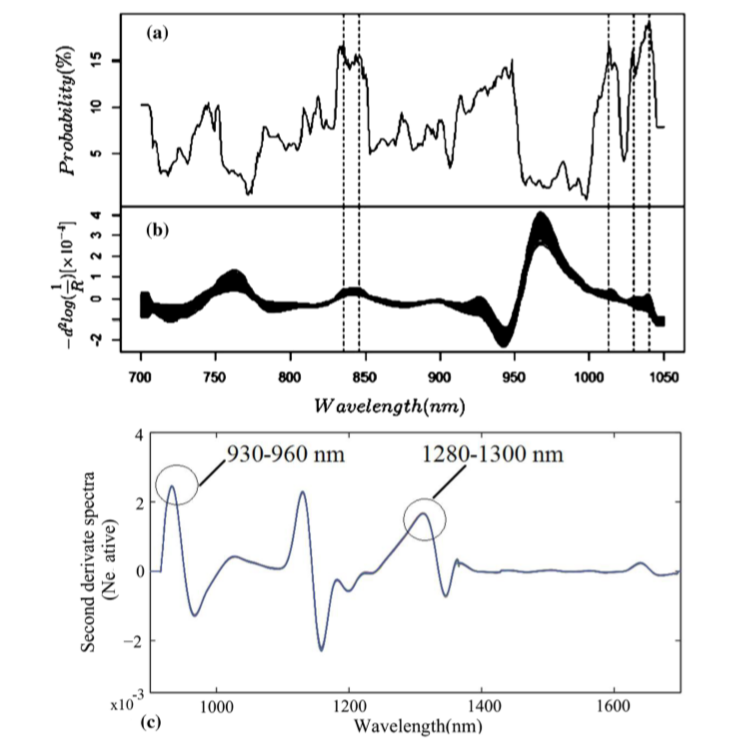 (a)
Probability(%)
15
10
5
(b)
−d²log(1/R)[×10⁻⁴]
4
3
2
1
0
-2
700 750 800 850 900 950 1000 1050
Wavelength(nm)
4
2
0
−2
x10⁻³
930-960 nm
1280-1300 nm
Second derivate spectra
(Ne ative)
1000 1200 1400 1600
(c)
Wavelength(nm)